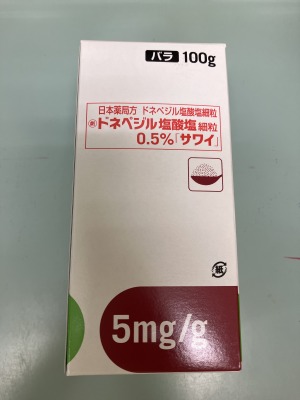 バラ 100g
日本薬局方 ドネペジル塩酸塩細粒
劇 ドネペジル塩酸塩 細粒
0.5%「サワイ」
紙
5mg/g